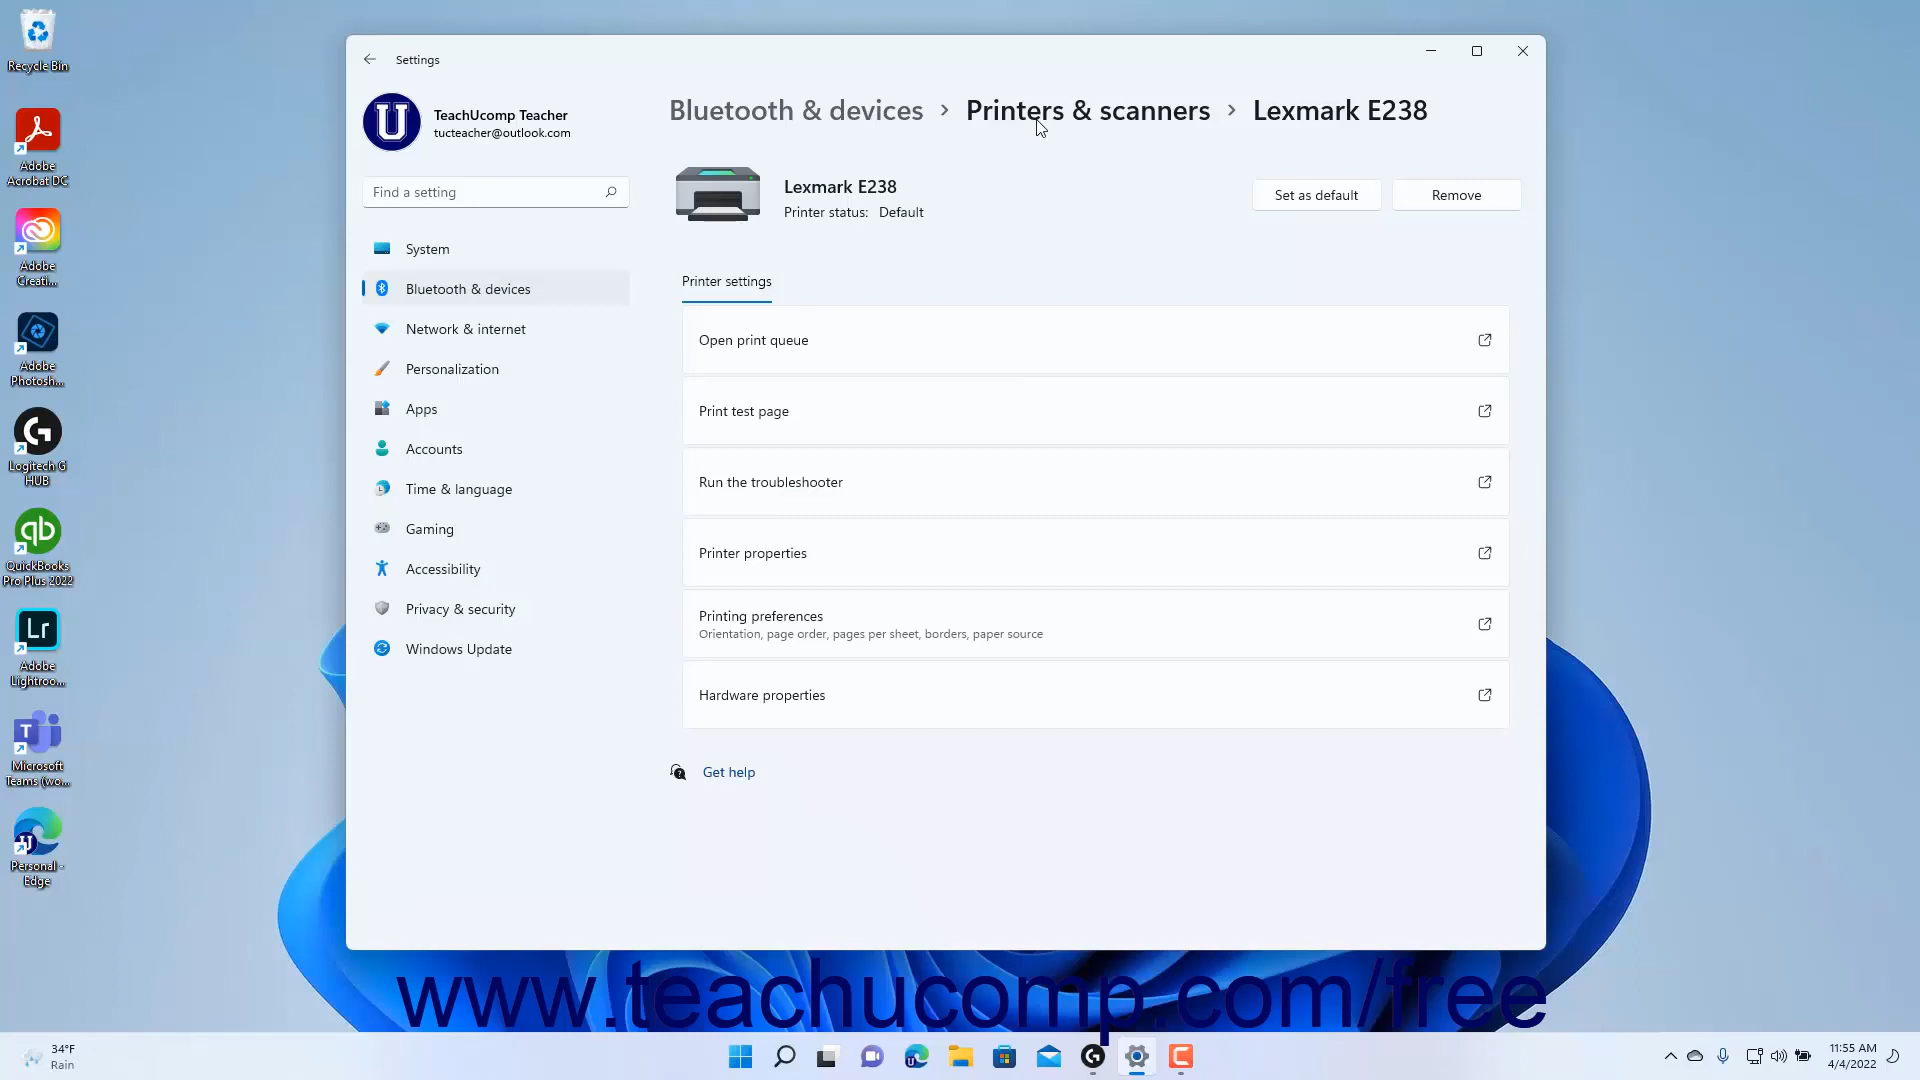 Recycle Bin
Adobe
Acrobat DC
Adobe
Creati...
Adobe
Photosh...
Logitech G
HUB
QuickBooks
Pro Plus 2022
Lr
Adobe
Lightroo...
Microsoft
Teams (wo...
Personal -
Edge
Settings
TeachUcomp Teacher
tucteacher@outlook.com
Find a setting
System
Bluetooth & devices
Network & internet
Personalization
Apps
Accounts
Time & language
Gaming
Accessibility
Privacy & security
Windows Update
Bluetooth & devices > Printers & scanners > Lexmark E238
Lexmark E238
Printer status: Default
Set as default
Remove
Printer settings
Open print queue
Print test page
Run the troubleshooter
Printer properties
Printing preferences
Orientation, page order, pages per sheet, borders, paper source
Hardware properties
Get help
www.teachucomp.com/free
34°F
Rain
11:55 AM
4/4/2022